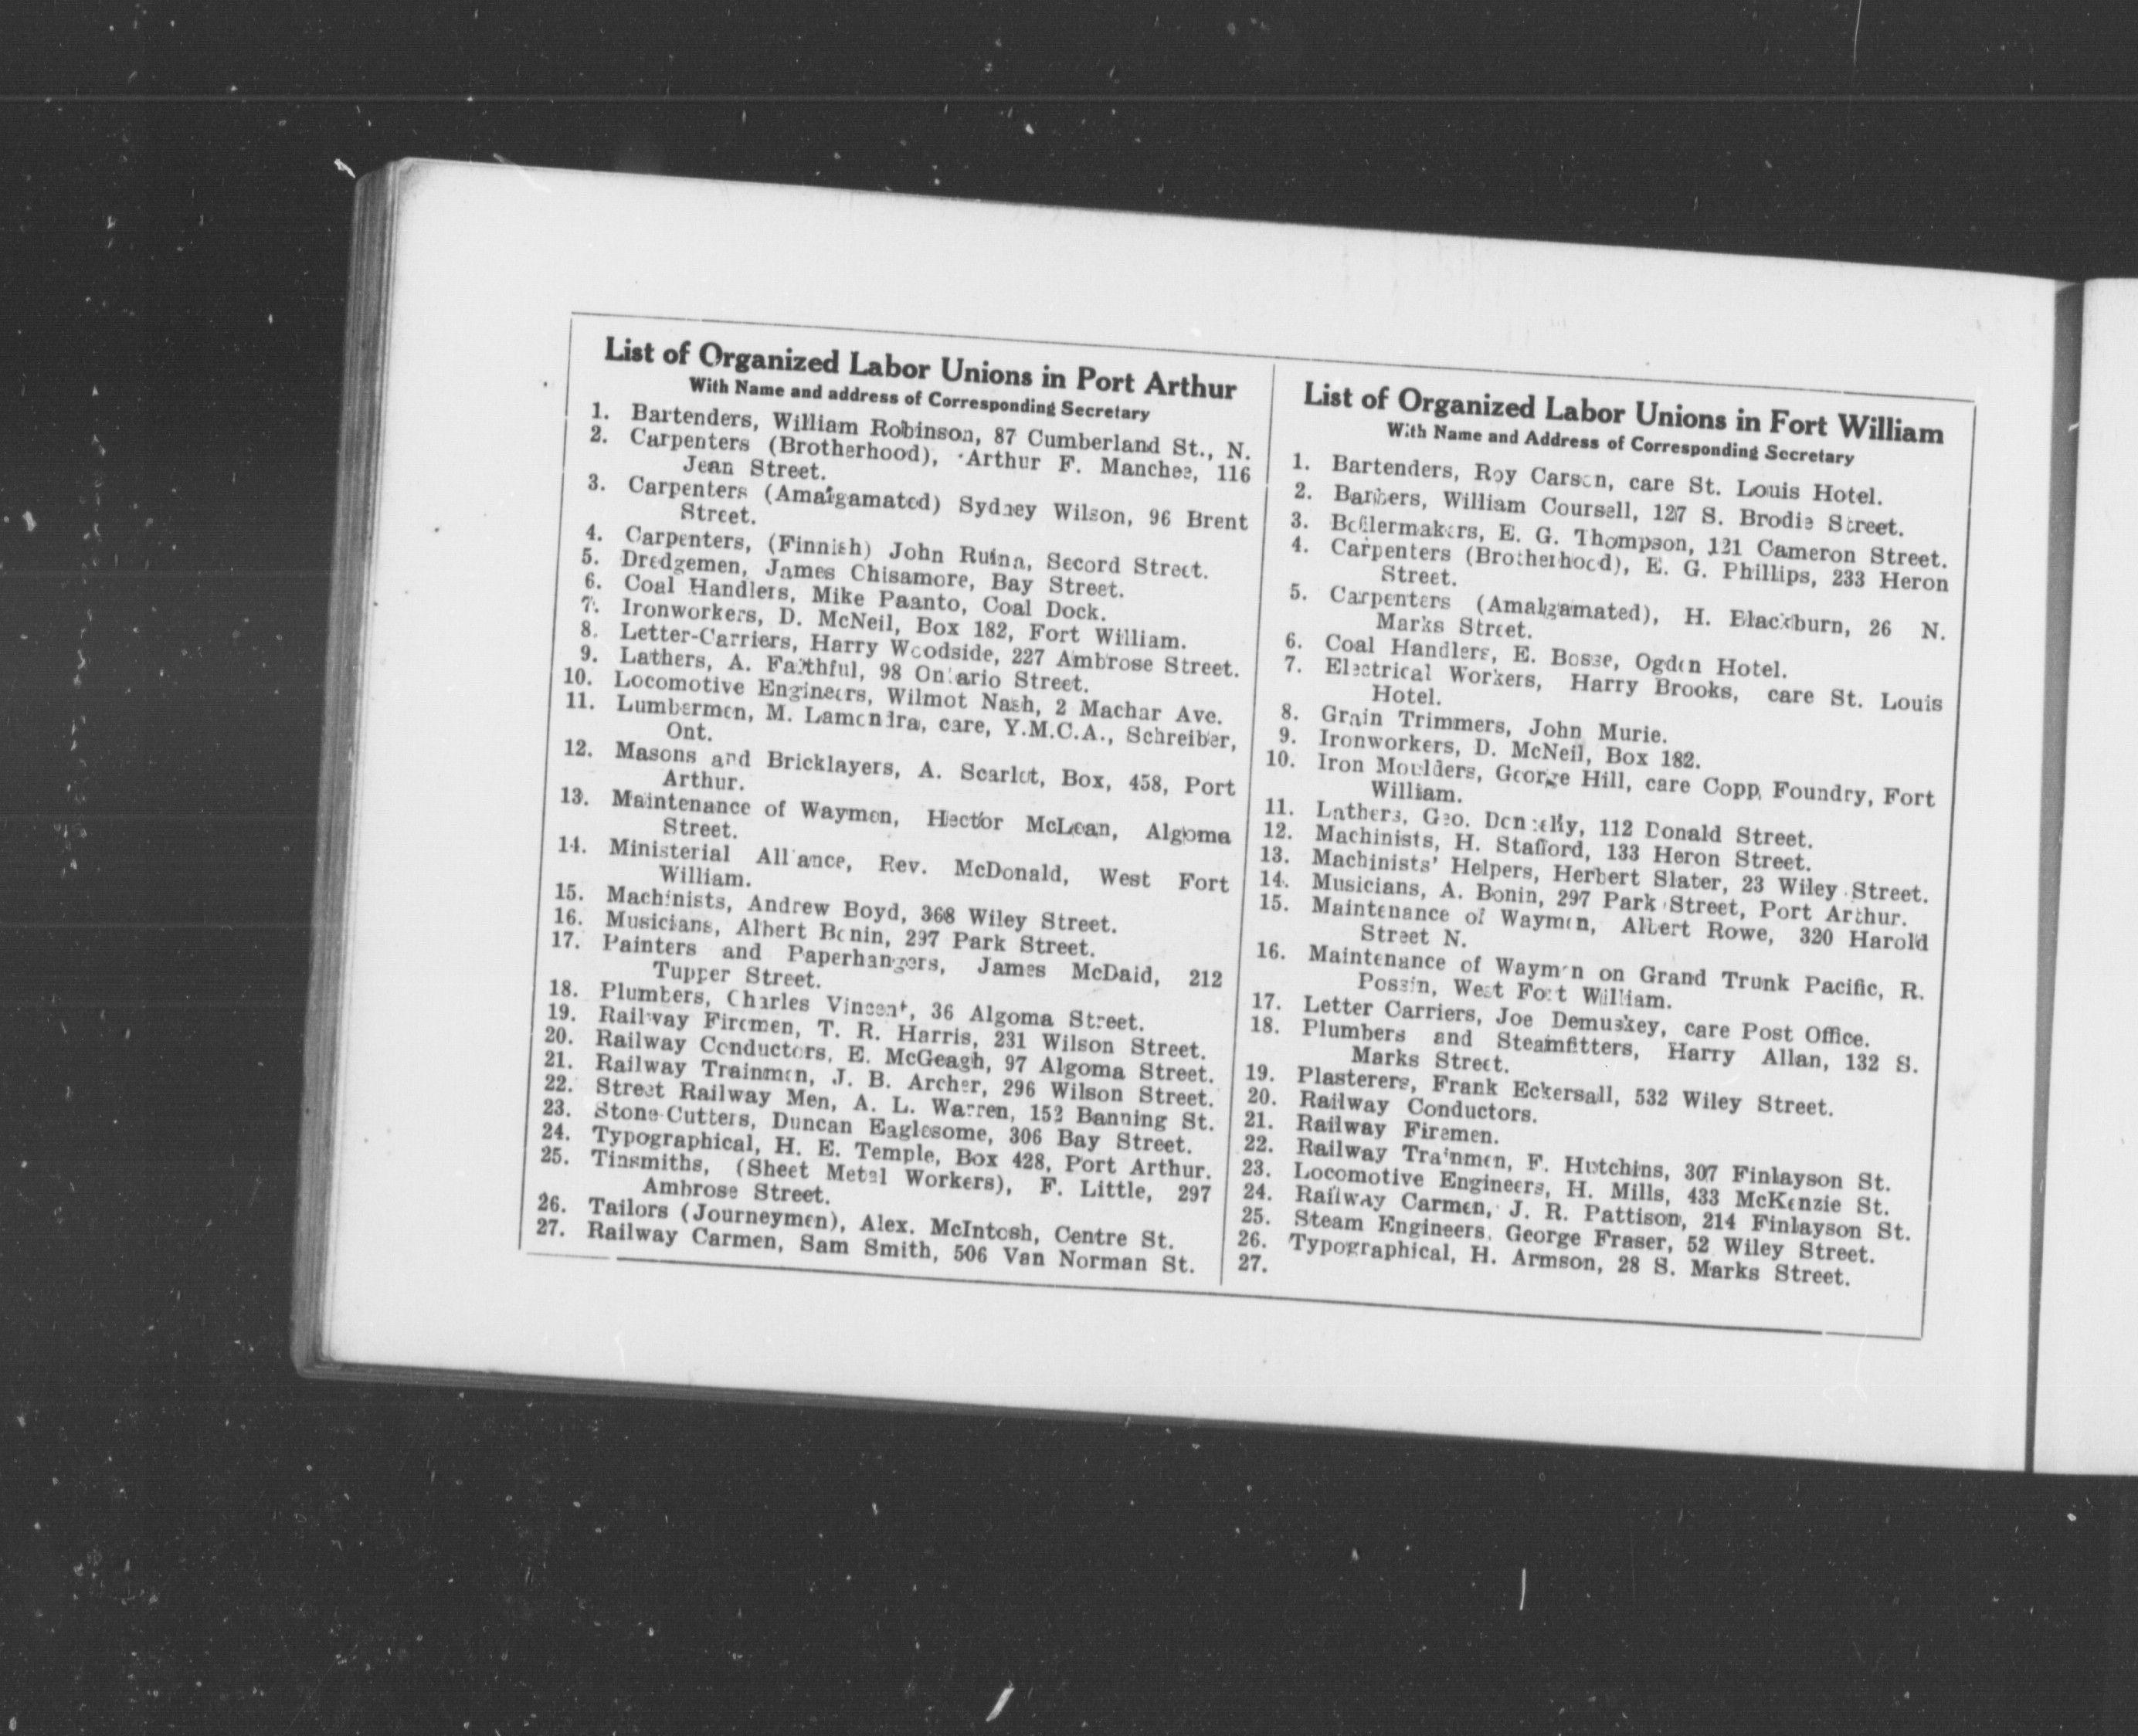 List of Organized Labor Unions in Port Arthur
With Name and address of Corresponding Secretary
1. Bartenders, William Robinson, 87 Cumberland St., N.
2. Carpenters (Brotherhood), Arthur F. Manchee, 116
Jean Street.
3. Carpenters (Amalgamated) Sydney Wilson, 96 Brent
Street.
4. Carpenters, (Finnish) John Ruina, Secord Street.
5. Dredgemen, James Chisamore, Bay Street.
6. Coal Handlers, Mike Paanto, Coal Dock.
7. Ironworkers, D. McNeil, Box 182, Fort William.
8. Letter-Carriers, Harry Woodside, 227 Ambrose Street.
9. Lathers, A. Faithful, 98 Ontario Street.
10. Locomotive Engineers, Wilmot Nash, 2 Machar Ave.
11. Lumbermen, M. Lamendra, care, Y.M.C.A., Schreiber,
Ont.
12. Masons and Bricklayers, A. Scarlet, Box, 458, Port
Arthur.
13. Maintenance of Waymen, Hector McLean, Algoma
Street.
14. Ministerial Alliance, Rev. McDonald, West Fort
William.
15. Machinists, Andrew Boyd, 368 Wiley Street.
16. Musicians, Albert Bonin, 297 Park Street.
17. Painters and Paperhangers, James McDaid, 212
Tupper Street.
18. Plumbers, Charles Vincent, 36 Algoma Street.
19. Railway Firemen, T. R. Harris, 231 Wilson Street.
20. Railway Conductors, E. McGeagh, 97 Algoma Street.
21. Railway Trainmen, J. B. Archer, 296 Wilson Street.
22. Street Railway Men, A. L. Warren, 152 Banning St.
23. Stone-Cutters, Duncan Eaglesome, 306 Bay Street.
24. Typographical, H. E. Temple, Box 428, Port Arthur.
25. Tinsmiths, (Sheet Metal Workers), F. Little, 297
Ambrose Street.
26. Tailors (Journeymen), Alex. McIntosh, Centre St.
27. Railway Carmen, Sam Smith, 506 Van Norman St.
List of Organized Labor Unions in Fort William
With Name and Address of Corresponding Secretary
1. Bartenders, Roy Carson, care St. Louis Hotel.
2. Barbers, William Coursell, 127 S. Brodie Street.
3. Boilermakers, E. G. Thompson, 121 Cameron Street.
4. Carpenters (Brotherhood), E. G. Phillips, 233 Heron
Street.
5. Carpenters (Amalgamated), H. Blackburn, 26 N.
Marks Street.
6. Coal Handlers, E. Bosse, Ogden Hotel.
7. Electrical Workers, Harry Brooks, care St. Louis
Hotel.
8. Grain Trimmers, John Murie.
9. Ironworkers, D. McNeil, Box 182.
10. Iron Moulders, George Hill, care Copp, Foundry, Fort
William.
11. Lathers, Geo. Donnelly, 112 Donald Street.
12. Machinists, H. Stafford, 133 Heron Street.
13. Machinists' Helpers, Herbert Slater, 23 Wiley Street.
14. Musicians, A. Bonin, 297 Park Street, Port Arthur.
15. Maintenance of Waymen, Albert Rowe, 320 Harold
Street N.
16. Maintenance of Waymen on Grand Trunk Pacific, R.
Possin, West Fort William.
17. Letter Carriers, Joe Demuskey, care Post Office.
18. Plumbers and Steamfitters, Harry Allan, 132 S.
Marks Street.
19. Plasterers, Frank Eckersall, 532 Wiley Street.
20. Railway Conductors.
21. Railway Firemen.
22. Railway Trainmen, F. Hutchins, 307 Finlayson St.
23. Locomotive Engineers, H. Mills, 433 McKenzie St.
24. Railway Carmen, J. R. Pattison, 214 Finlayson St.
25. Steam Engineers, George Fraser, 52 Wiley Street.
26. Typographical, H. Armson, 28 S. Marks Street.
27.